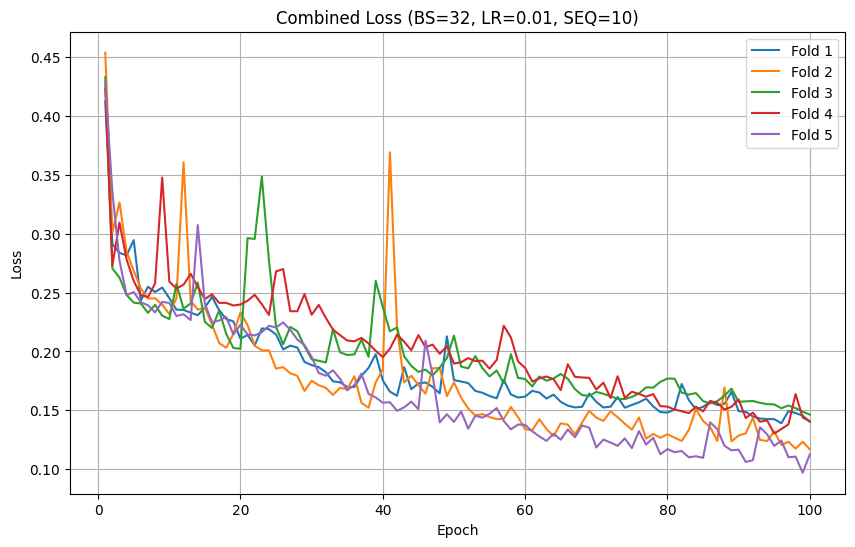 Combined Loss (BS=32, LR=0.01, SEQ=10)
Loss
0.45
0.40
0.35
0.30
0.25
0.20
0.15
0.10
Fold 1
Fold 2
Fold 3
Fold 4
Fold 5
0 20 40 60 80 100
Epoch